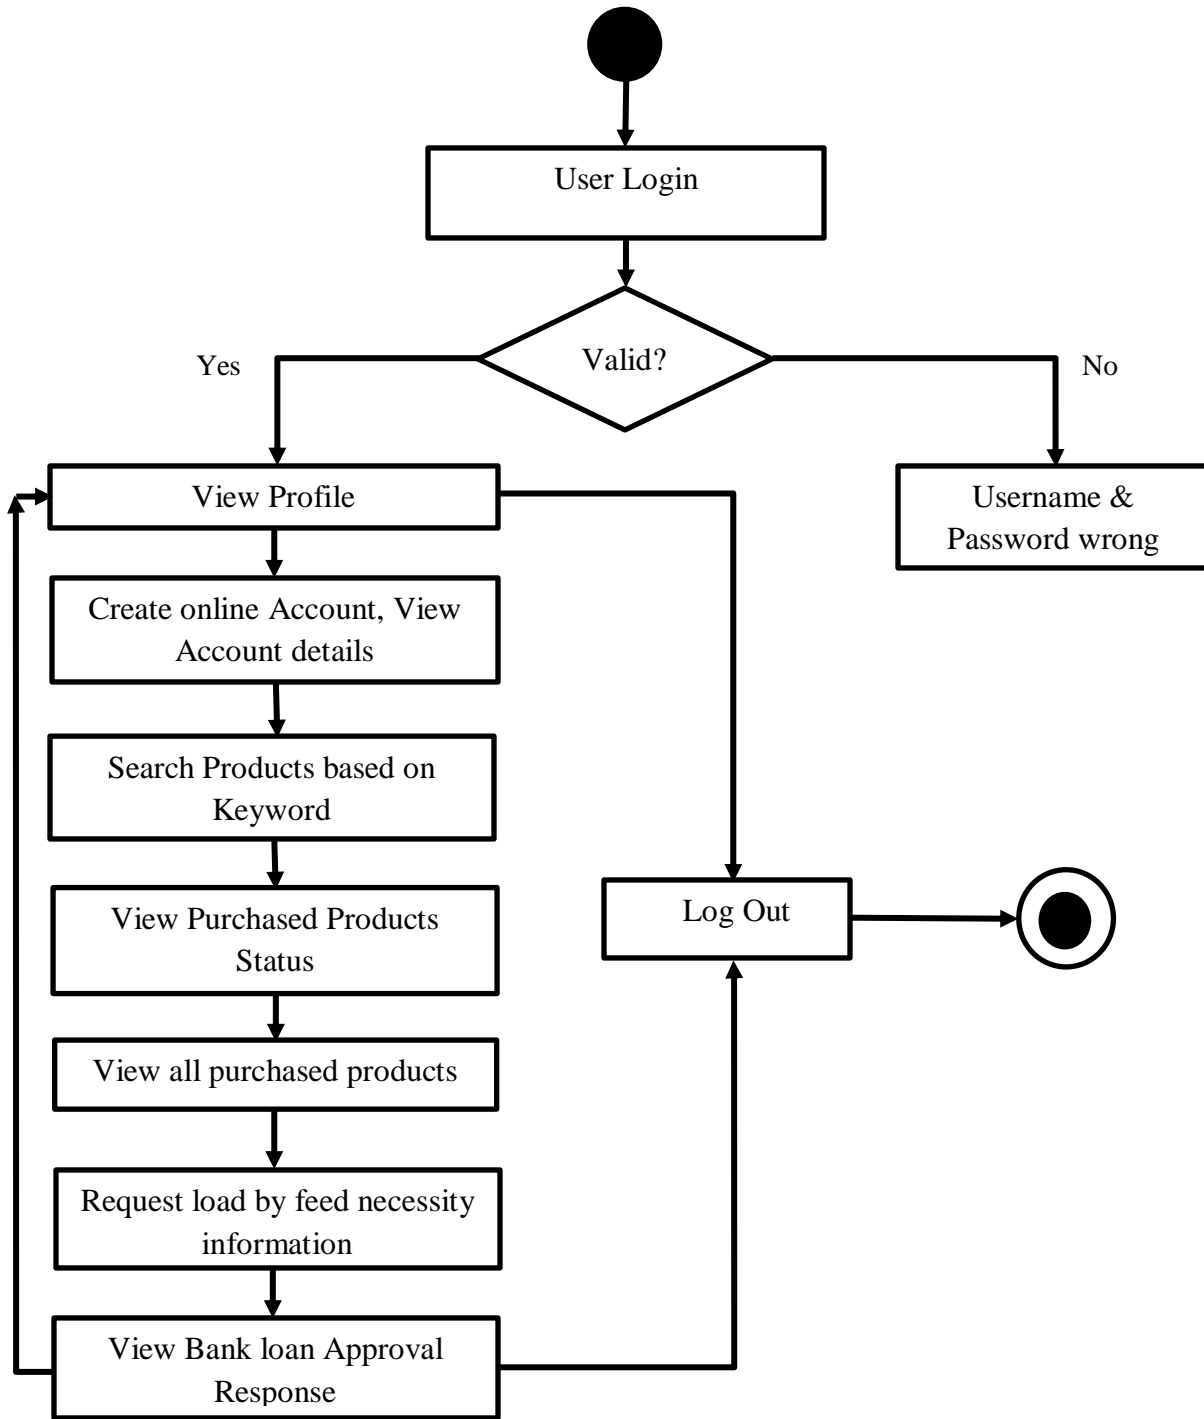 User Login
Valid?
Yes
No
View Profile
Username &
Password wrong
Create online Account, View
Account details
Search Products based on
Keyword
View Purchased Products
Status
Log Out
View all purchased products
Request load by feed necessity
information
View Bank loan Approval
Response